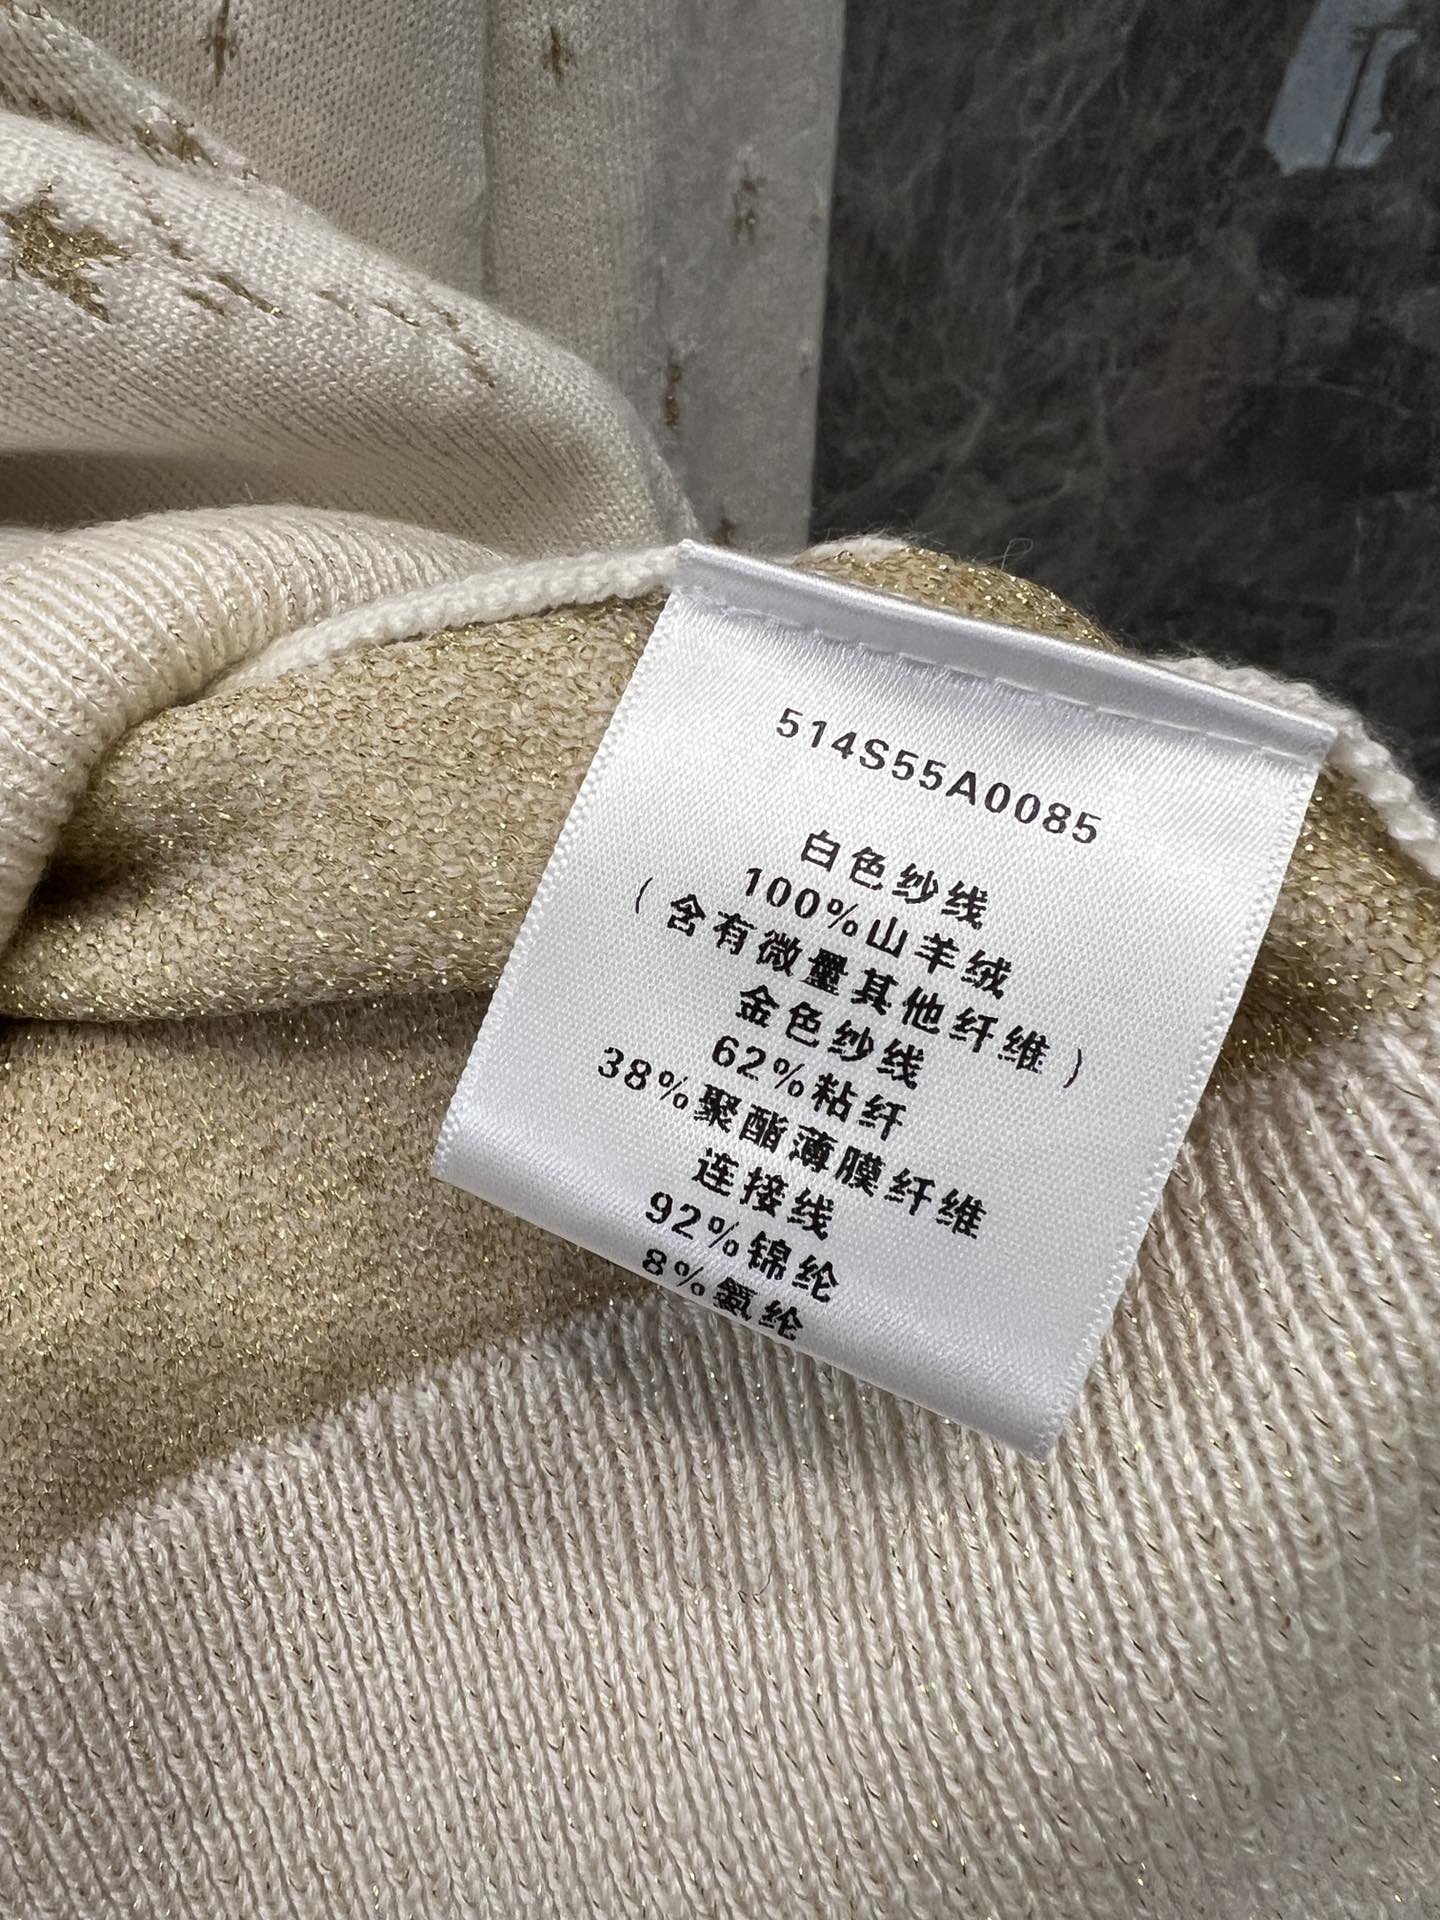 514S55A0085
白色纱线
100%山羊绒
（含有微量其他纤维）
金色纱线
62%粘纤
38%聚酯薄膜纤维
连接线
92%锦纶
8%氨纶